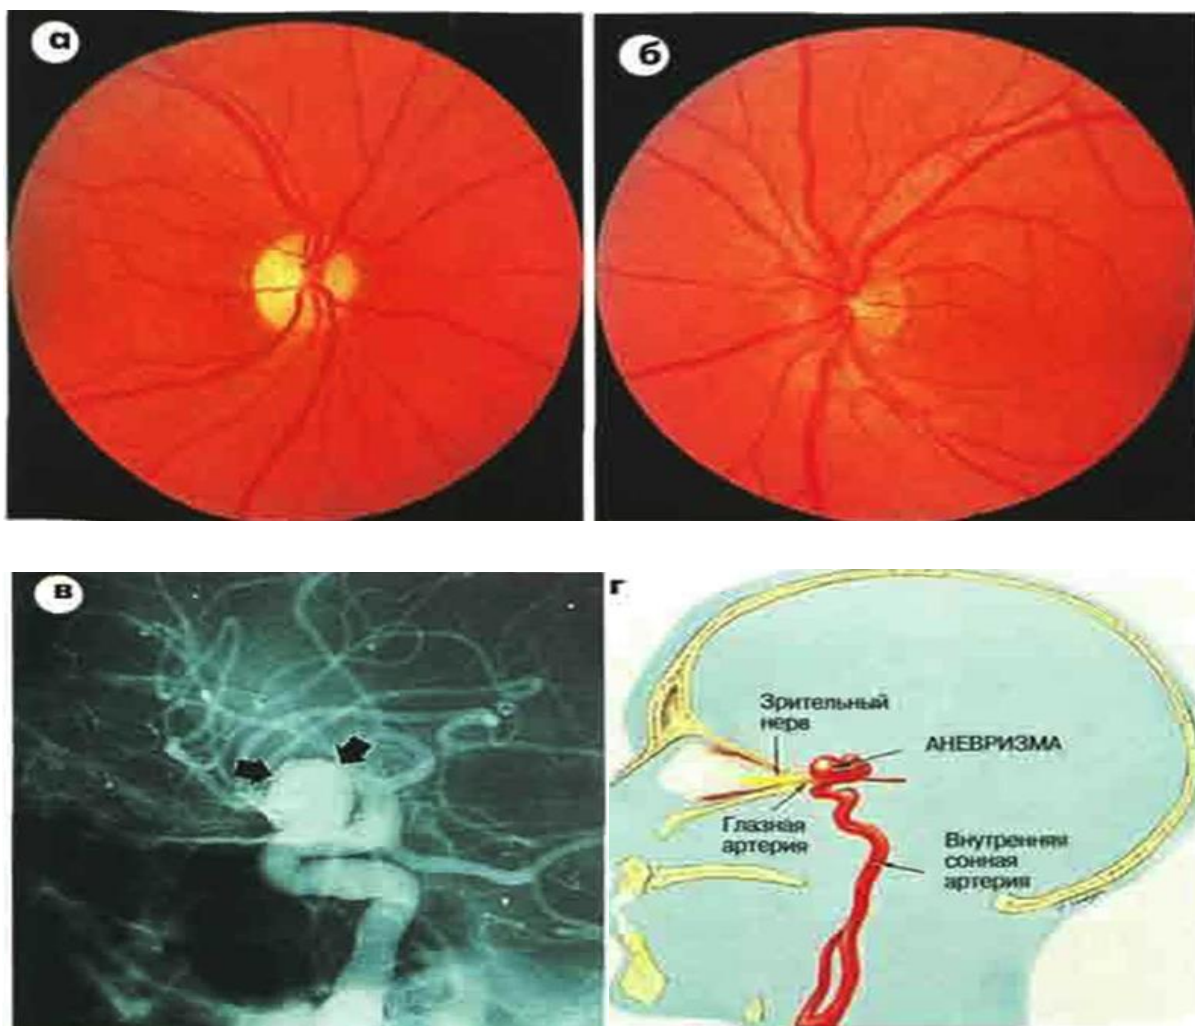 а
б
в
г
Зрительный
нерв
АНЕВРИЗМА
Глазная
артерия
Внутренняя
сонная
артерия